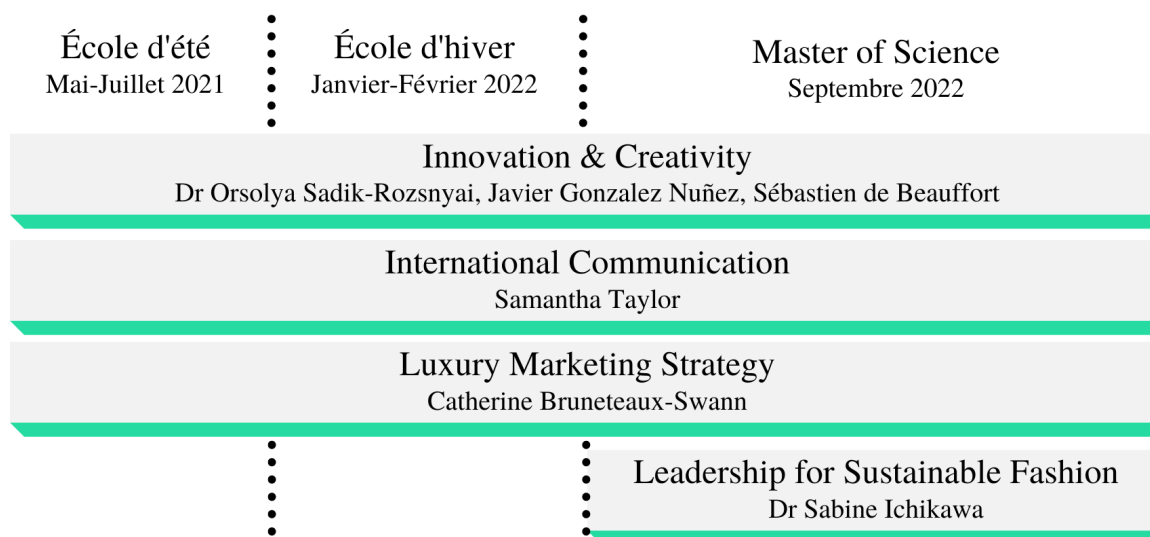 École d'été
Mai-Juillet 2021
École d'hiver
Janvier-Février 2022
Master of Science
Septembre 2022
Innovation & Creativity
Dr Orsolya Sadik-Rozsnyai, Javier Gonzalez Nuñez, Sébastien de Beauffort
International Communication
Samantha Taylor
Luxury Marketing Strategy
Catherine Bruneteaux-Swann
Leadership for Sustainable Fashion
Dr Sabine Ichikawa